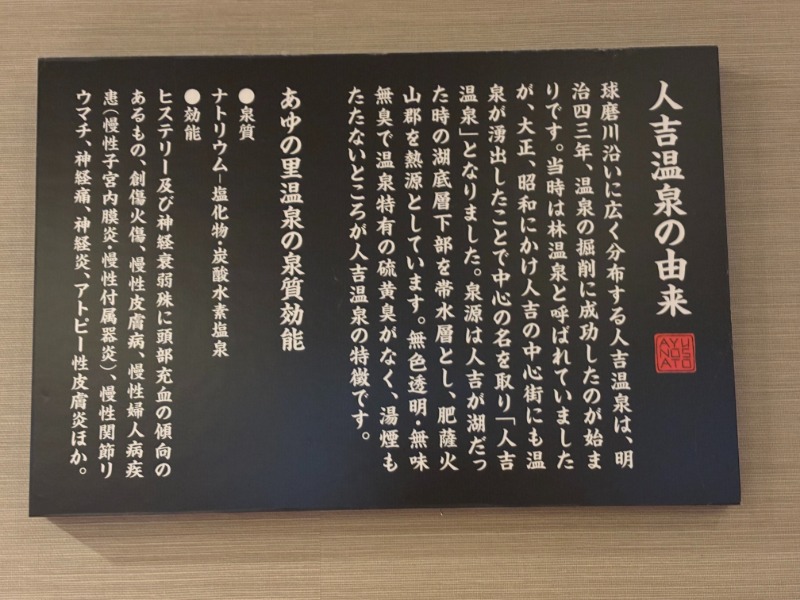 人吉温泉の由来
AYU
NOSA
ATO
球磨川沿いに広く分布する人吉温泉は、明
治四三年、温泉の掘削に成功したのが始ま
りです。当時は林温泉と呼ばれていました
が、大正、昭和にかけ人吉の中心街にも温
泉が湧出したことで中心の名を取り「人吉
温泉」となりました。泉源は人吉が湖だっ
た時の湖底層下部を帯水層とし、肥薩火
山郡を熱源としています。無色透明・無味
無臭で温泉特有の硫黄臭がなく、湯煙も
たたないところが人吉温泉の特徴です。
あゆの里温泉の泉質効能
●泉質
ナトリウム−塩化物・炭酸水素塩泉
●効能
ヒステリー及び神経衰弱殊に頭部充血の傾向の
あるもの、創傷火傷、慢性皮膚病、慢性婦人病疾
患(慢性子宮内膜炎・慢性付属器炎)、慢性関節リ
ウマチ、神経痛、神経炎、アトピー性皮膚炎ほか。